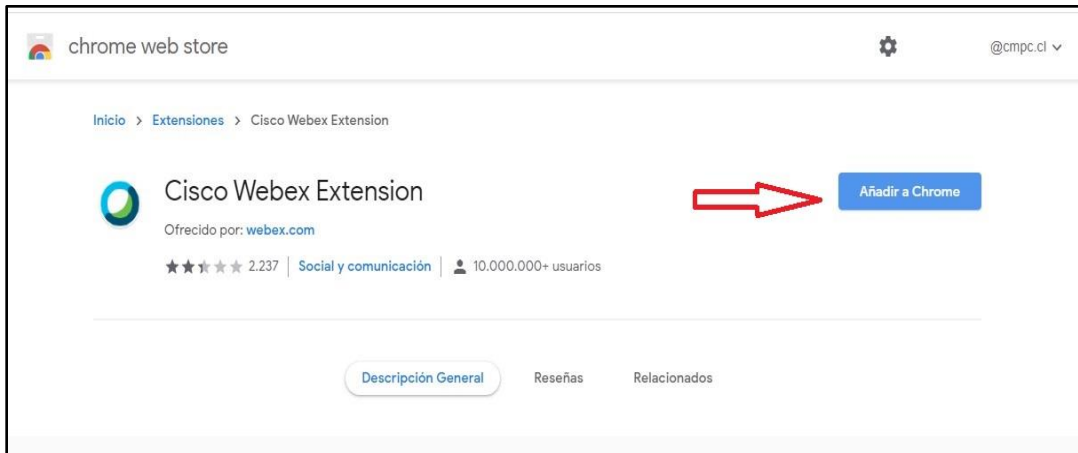 chrome web store
@cmpc.cl
Inicio > Extensiones > Cisco Webex Extension
Cisco Webex Extension
Añadir a Chrome
Ofrecido por: webex.com
2.237 | Social y comunicación | 10.000.000+ usuarios
Descripción General Reseñas Relacionados